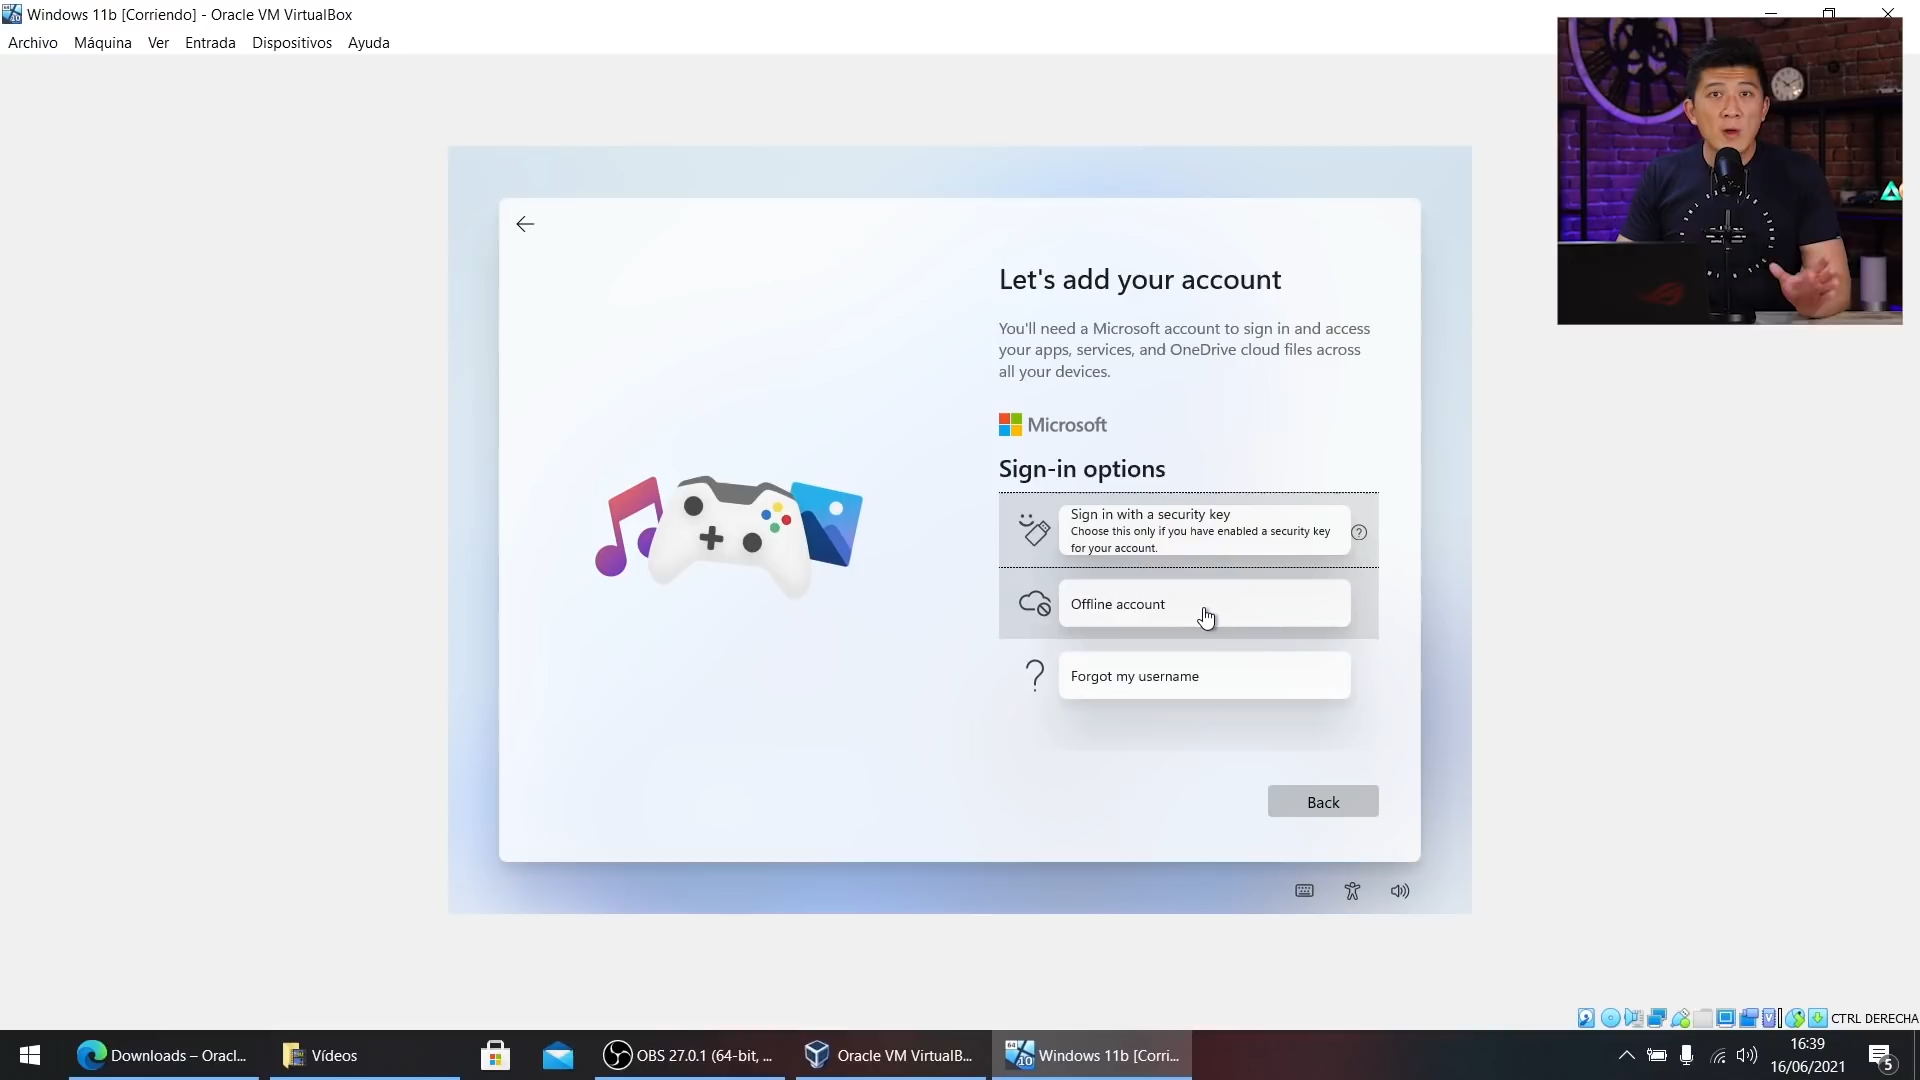 Windows 11b [Corriendo] - Oracle VM VirtualBox
Archivo Máquina Ver Entrada Dispositivos Ayuda
Let's add your account
You'll need a Microsoft account to sign in and access
your apps, services, and OneDrive cloud files across
all your devices.
Microsoft
Sign-in options
Sign in with a security key
Choose this only if you have enabled a security key
for your account.
Offline account
Forgot my username
Back
CTRL DERECHA
Downloads – Oracl...
Vídeos
OBS 27.0.1 (64-bit, ...
Oracle VM VirtualB...
Windows 11b [Corri...
16:39
16/06/2021
5